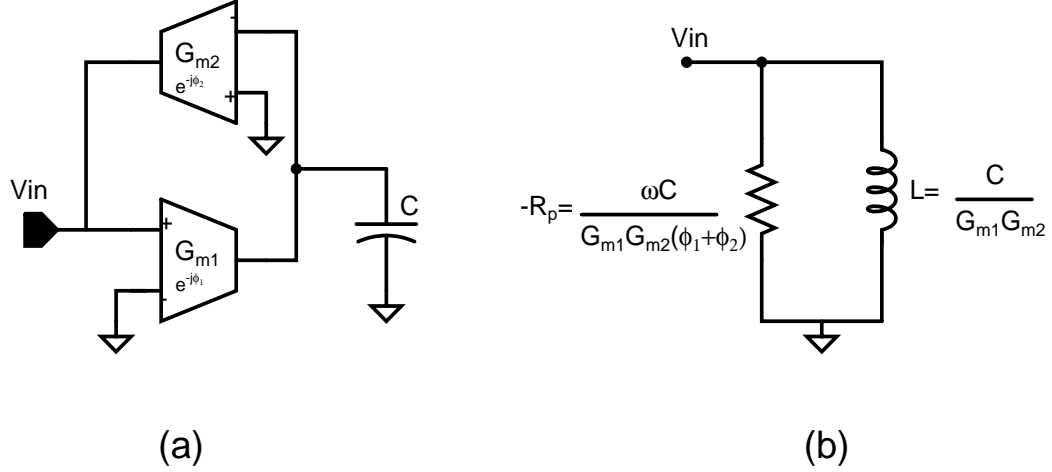 -
G_m2
e^-jϕ₂
+
Vin
+
G_m1
e^-jϕ₁
-
C
(a)
Vin
-R_p= ωC / G_m1G_m2(ϕ₁+ϕ₂)
L= C / G_m1G_m2
(b)